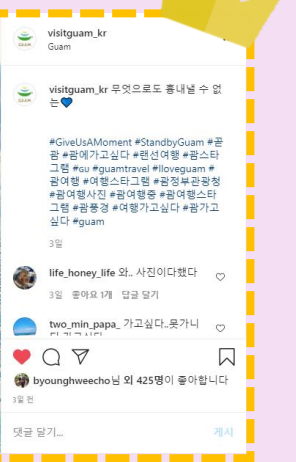 visitguam_kr
Guam
visitguam_kr 무엇으로도 흉내낼 수 없
는💙
#GiveUsAMoment #StandbyGuam #괌
괌 #괌에가고싶다 #랜선여행 #괌스타
그램 #GU #guamtravel #Iloveguam #
괌여행 #여행스타그램 #괌정부관광청
#괌여행사진 #괌여행중 #괌여행스타
그램 #괌풍경 #여행가고싶다 #괌가고
싶다 #guam
3일
life_honey_life 와.. 사진이다했다
3일 좋아요 1개 답글 달기
two_min_papa_ 가고싶다..못가니
byounghweecho님 외 425명이 좋아합니다
3일 전
댓글 달기...
게시